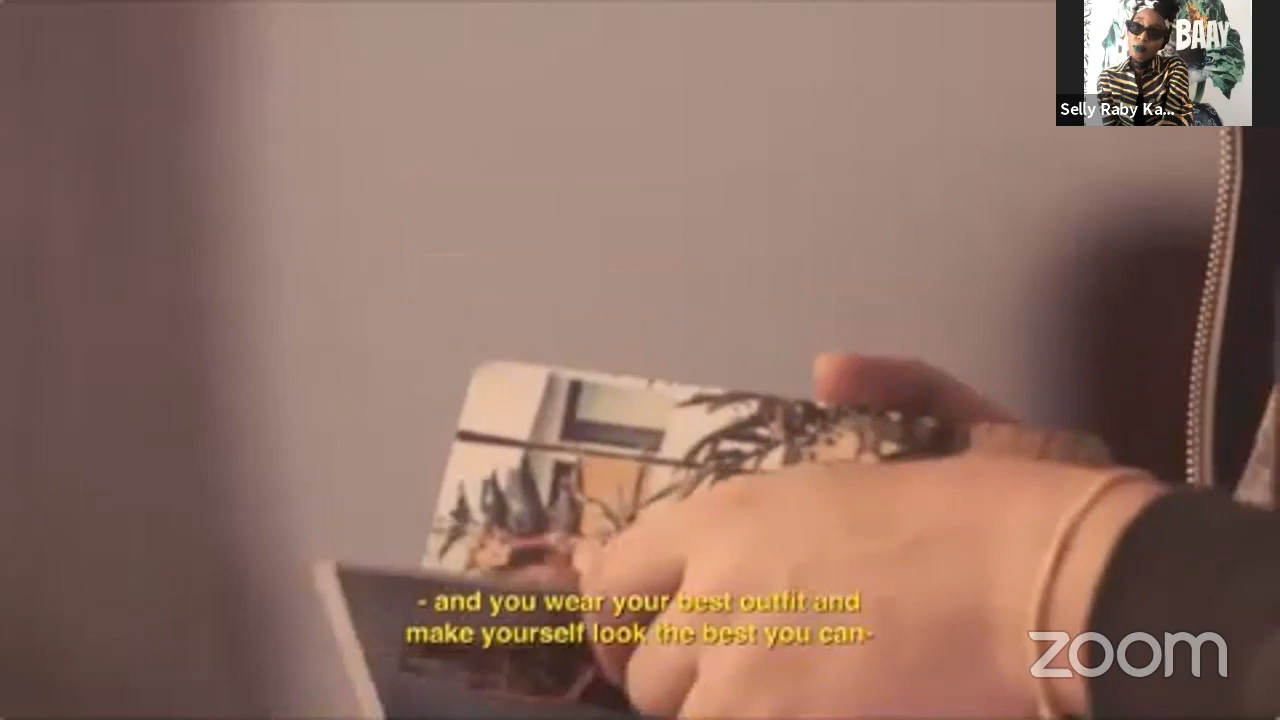 BAAY
Selly Raby Ka...
- and you wear your best outfit and
make yourself look the best you can-
zoom